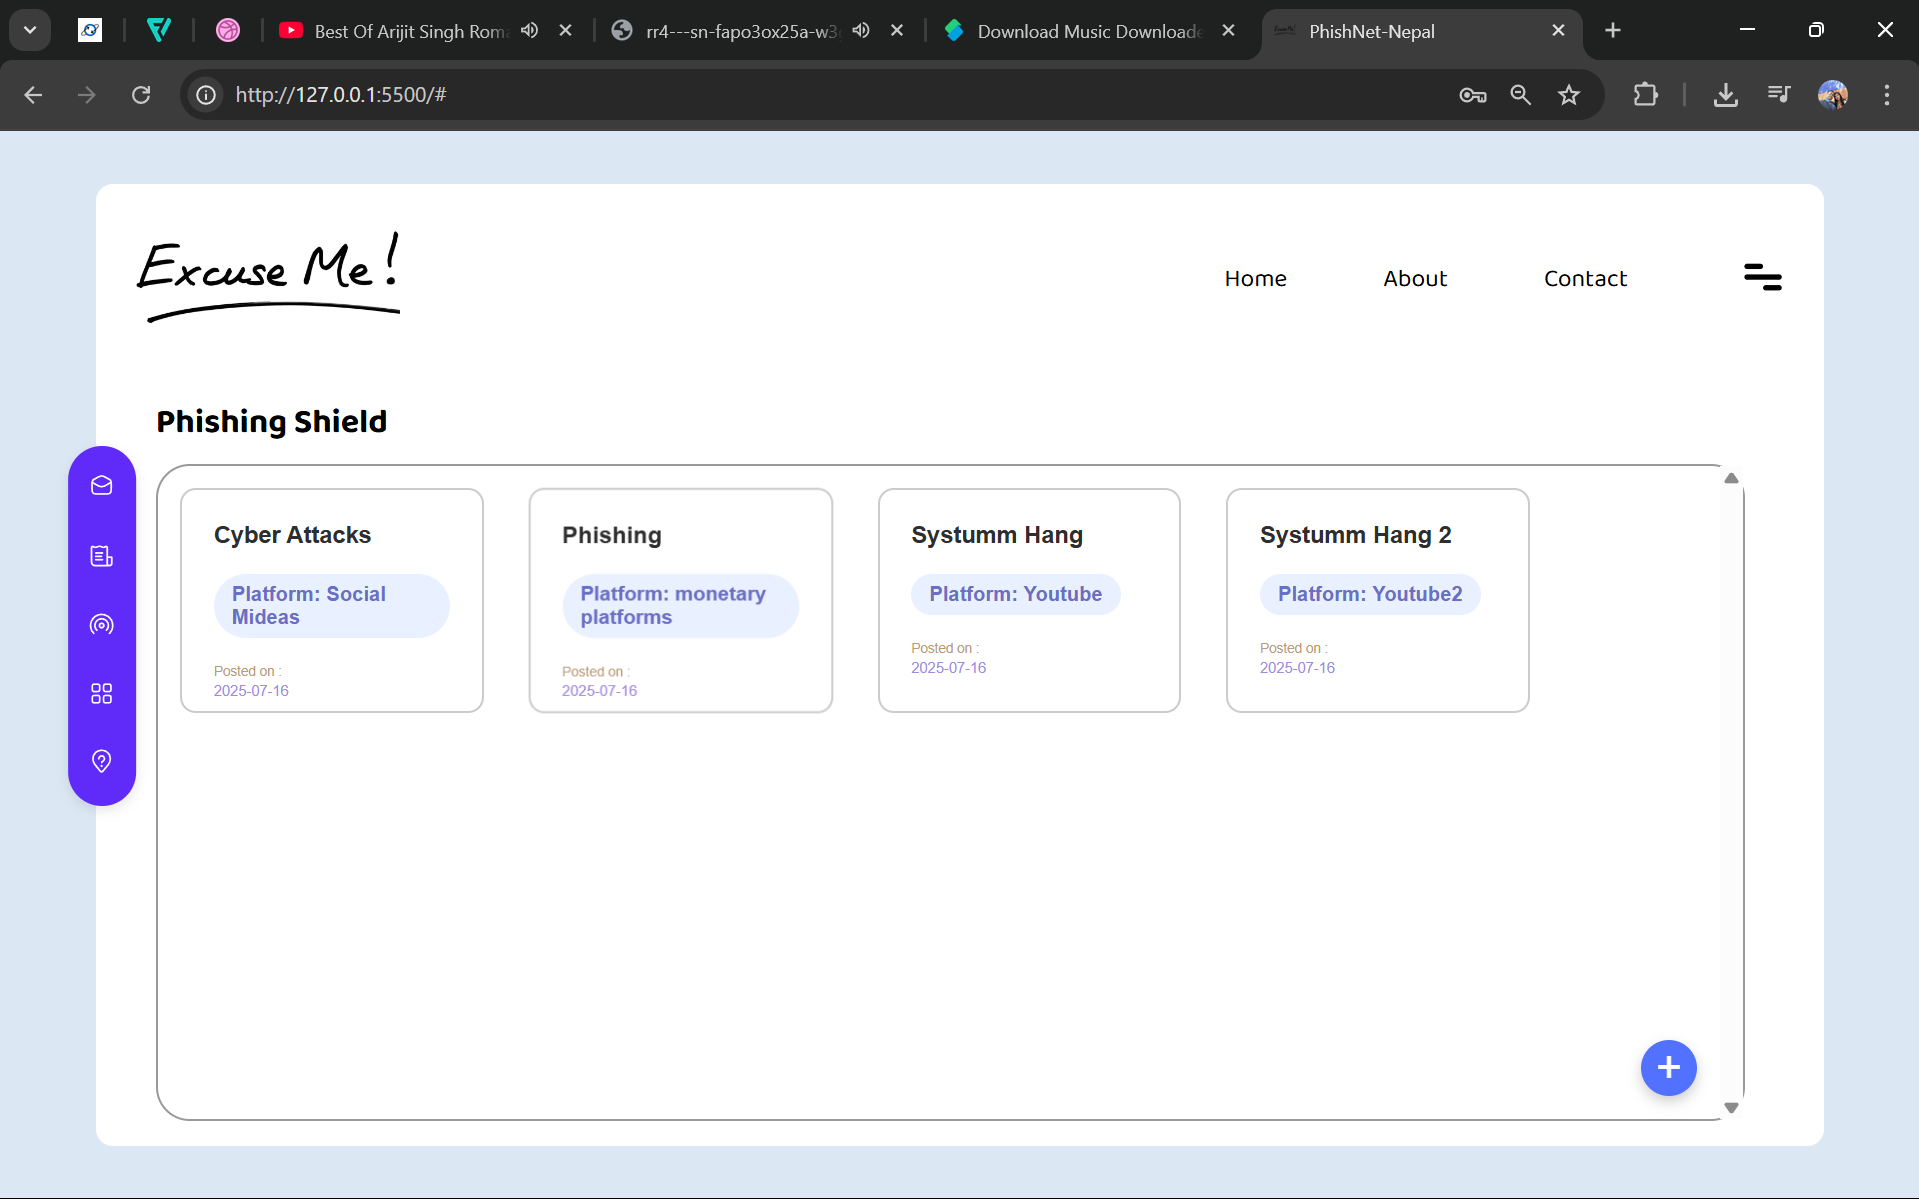 Best Of Arijit Singh Rom
rr4---sn-fapo3ox25a-w3
Download Music Downloade
PhishNet-Nepal
http://127.0.0.1:5500/#
Excuse Me!
Home About Contact
Phishing Shield
Cyber Attacks
Platform: Social
Mideas
Posted on :
2025-07-16
Phishing
Platform: monetary
platforms
Posted on :
2025-07-16
Systumm Hang
Platform: Youtube
Posted on :
2025-07-16
Systumm Hang 2
Platform: Youtube2
Posted on :
2025-07-16